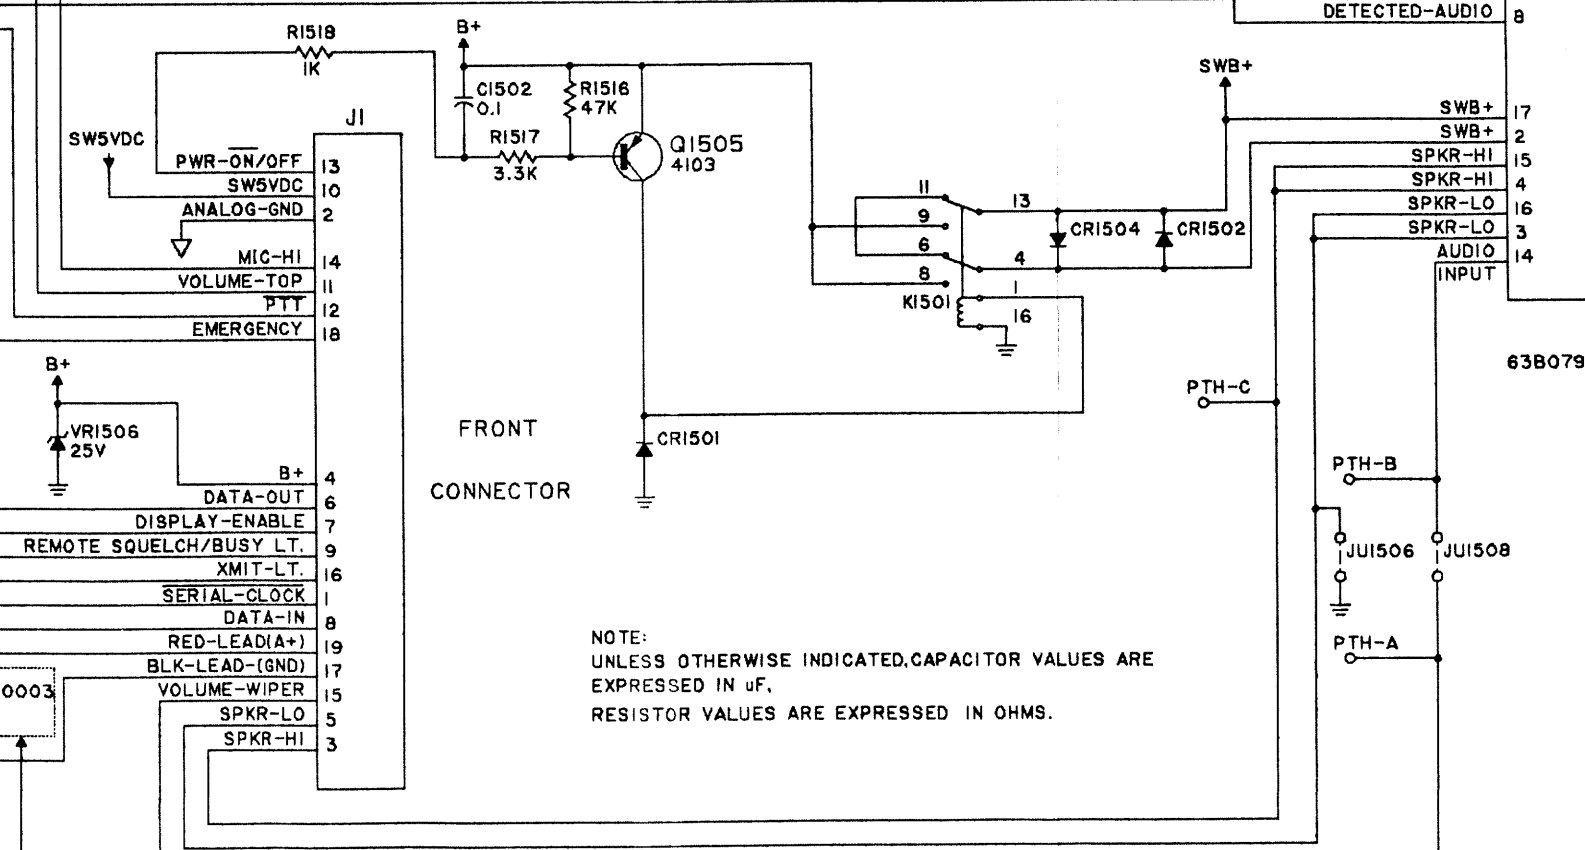 DETECTED-AUDIO 8
R1518
1K
B+
C1502
0.1
R1516
47K
SWB+
J1
SW5VDC
R1517
3.3K
Q1505
4103
SWB+ 17
SWB+ 2
SPKR-HI 15
SPKR-HI 4
SPKR-LO 16
SPKR-LO 3
AUDIO 14
INPUT
PWR-ON/OFF 13
SW5VDC 10
ANALOG-GND 2
MIC-HI 14
VOLUME-TOP 11
PTT 12
EMERGENCY 18
11 13
9
6 4
8
K1501 1
16
CR1504
CR1502
63B079
B+
VR1506
25V
PTH-C
FRONT
CONNECTOR
CR1501
PTH-B
B+ 4
DATA-OUT 6
DISPLAY-ENABLE 7
REMOTE SQUELCH/BUSY LT. 9
XMIT-LT. 16
SERIAL-CLOCK 1
DATA-IN 8
RED-LEAD(A+) 19
BLK-LEAD-(GND) 17
VOLUME-WIPER 15
SPKR-LO 5
SPKR-HI 3
JU1506
JU1508
PTH-A
0003
NOTE:
UNLESS OTHERWISE INDICATED,CAPACITOR VALUES ARE
EXPRESSED IN uF,
RESISTOR VALUES ARE EXPRESSED IN OHMS.